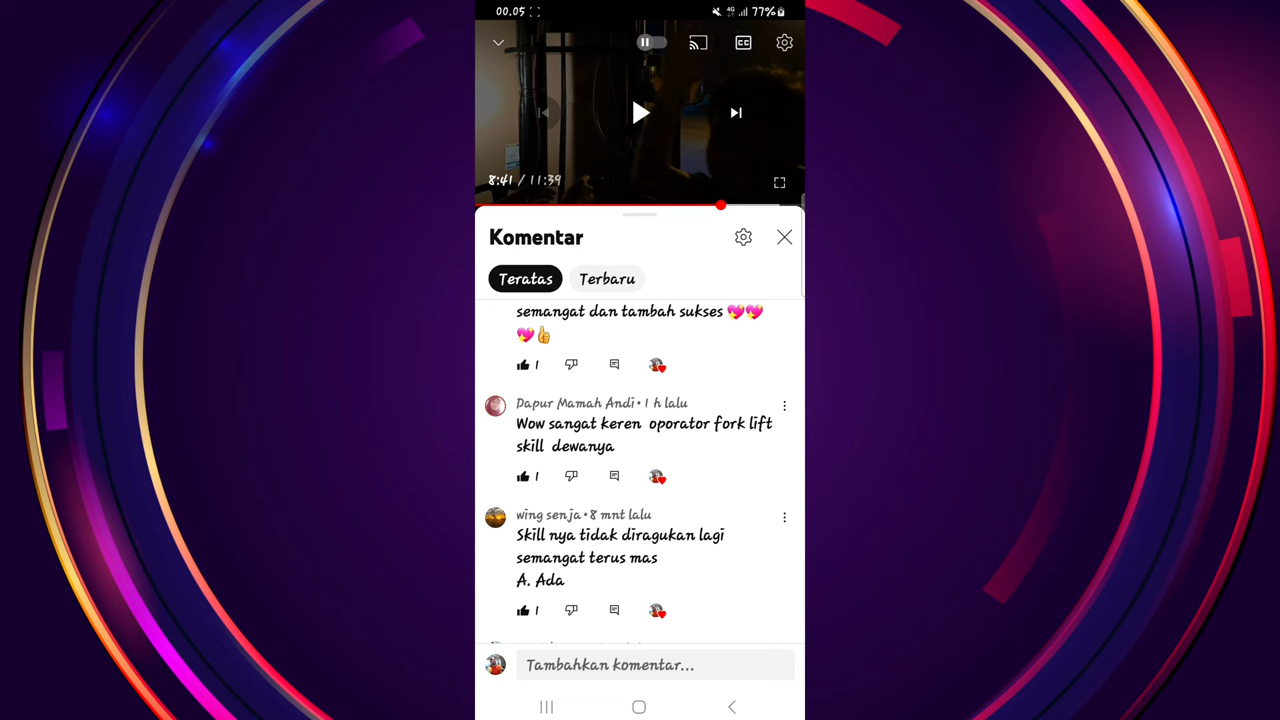 00.05
4G 77%
CC
8:41 / 11:39
Komentar
Teratas Terbaru
semangat dan tambah sukses 💖💖
💖👍
1
Dapur Mamah Andi • 1 h lalu
Wow sangat keren oporator fork lift
skill dewanya
1
wing senja • 8 mnt lalu
Skill nya tidak diragukan lagi
semangat terus mas
A. Ada
1
Tambahkan komentar...